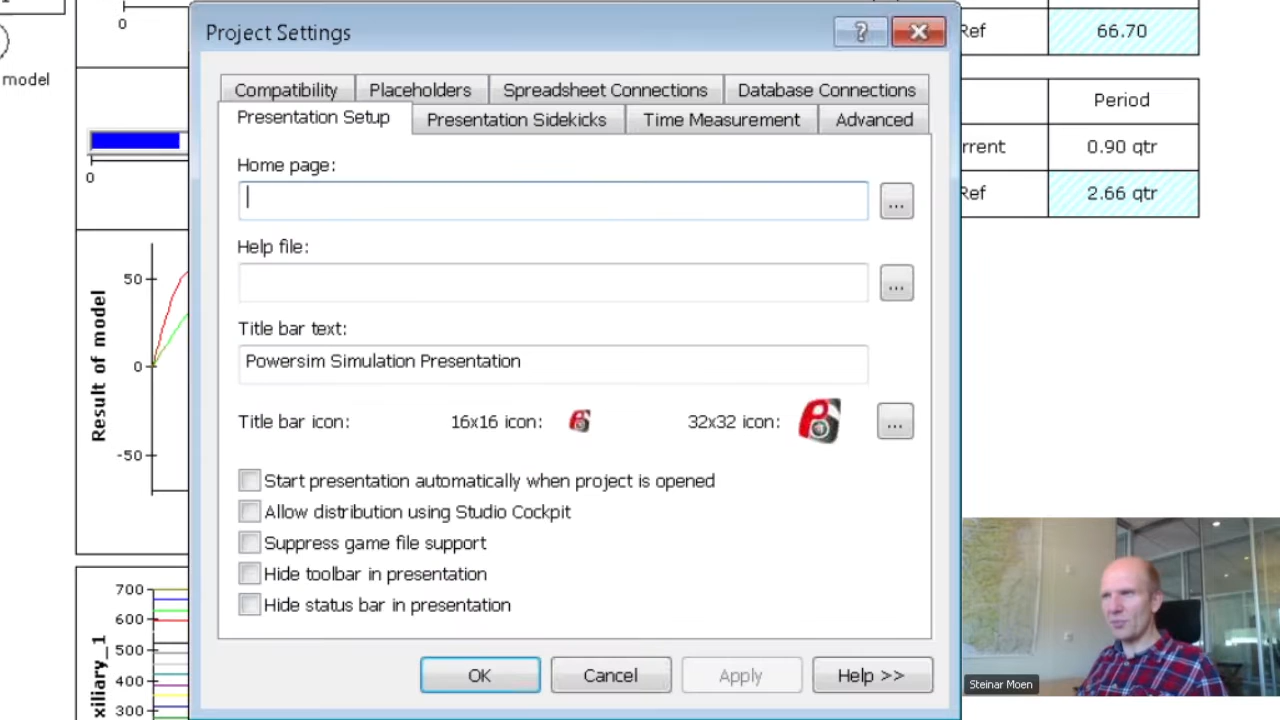 model
0
0
50
0
-50
Result of model
700
600
500
400
300
xiliary_1
Project Settings
?
Compatibility
Placeholders
Spreadsheet Connections
Database Connections
Presentation Setup
Presentation Sidekicks
Time Measurement
Advanced
Home page:
...
Help file:
...
Title bar text:
Powersim Simulation Presentation
Title bar icon: 16x16 icon: 32x32 icon: ...
Start presentation automatically when project is opened
Allow distribution using Studio Cockpit
Suppress game file support
Hide toolbar in presentation
Hide status bar in presentation
OK Cancel Apply Help >>
Ref 66.70
Period
rrent 0.90 qtr
Ref 2.66 qtr
Steinar Moen